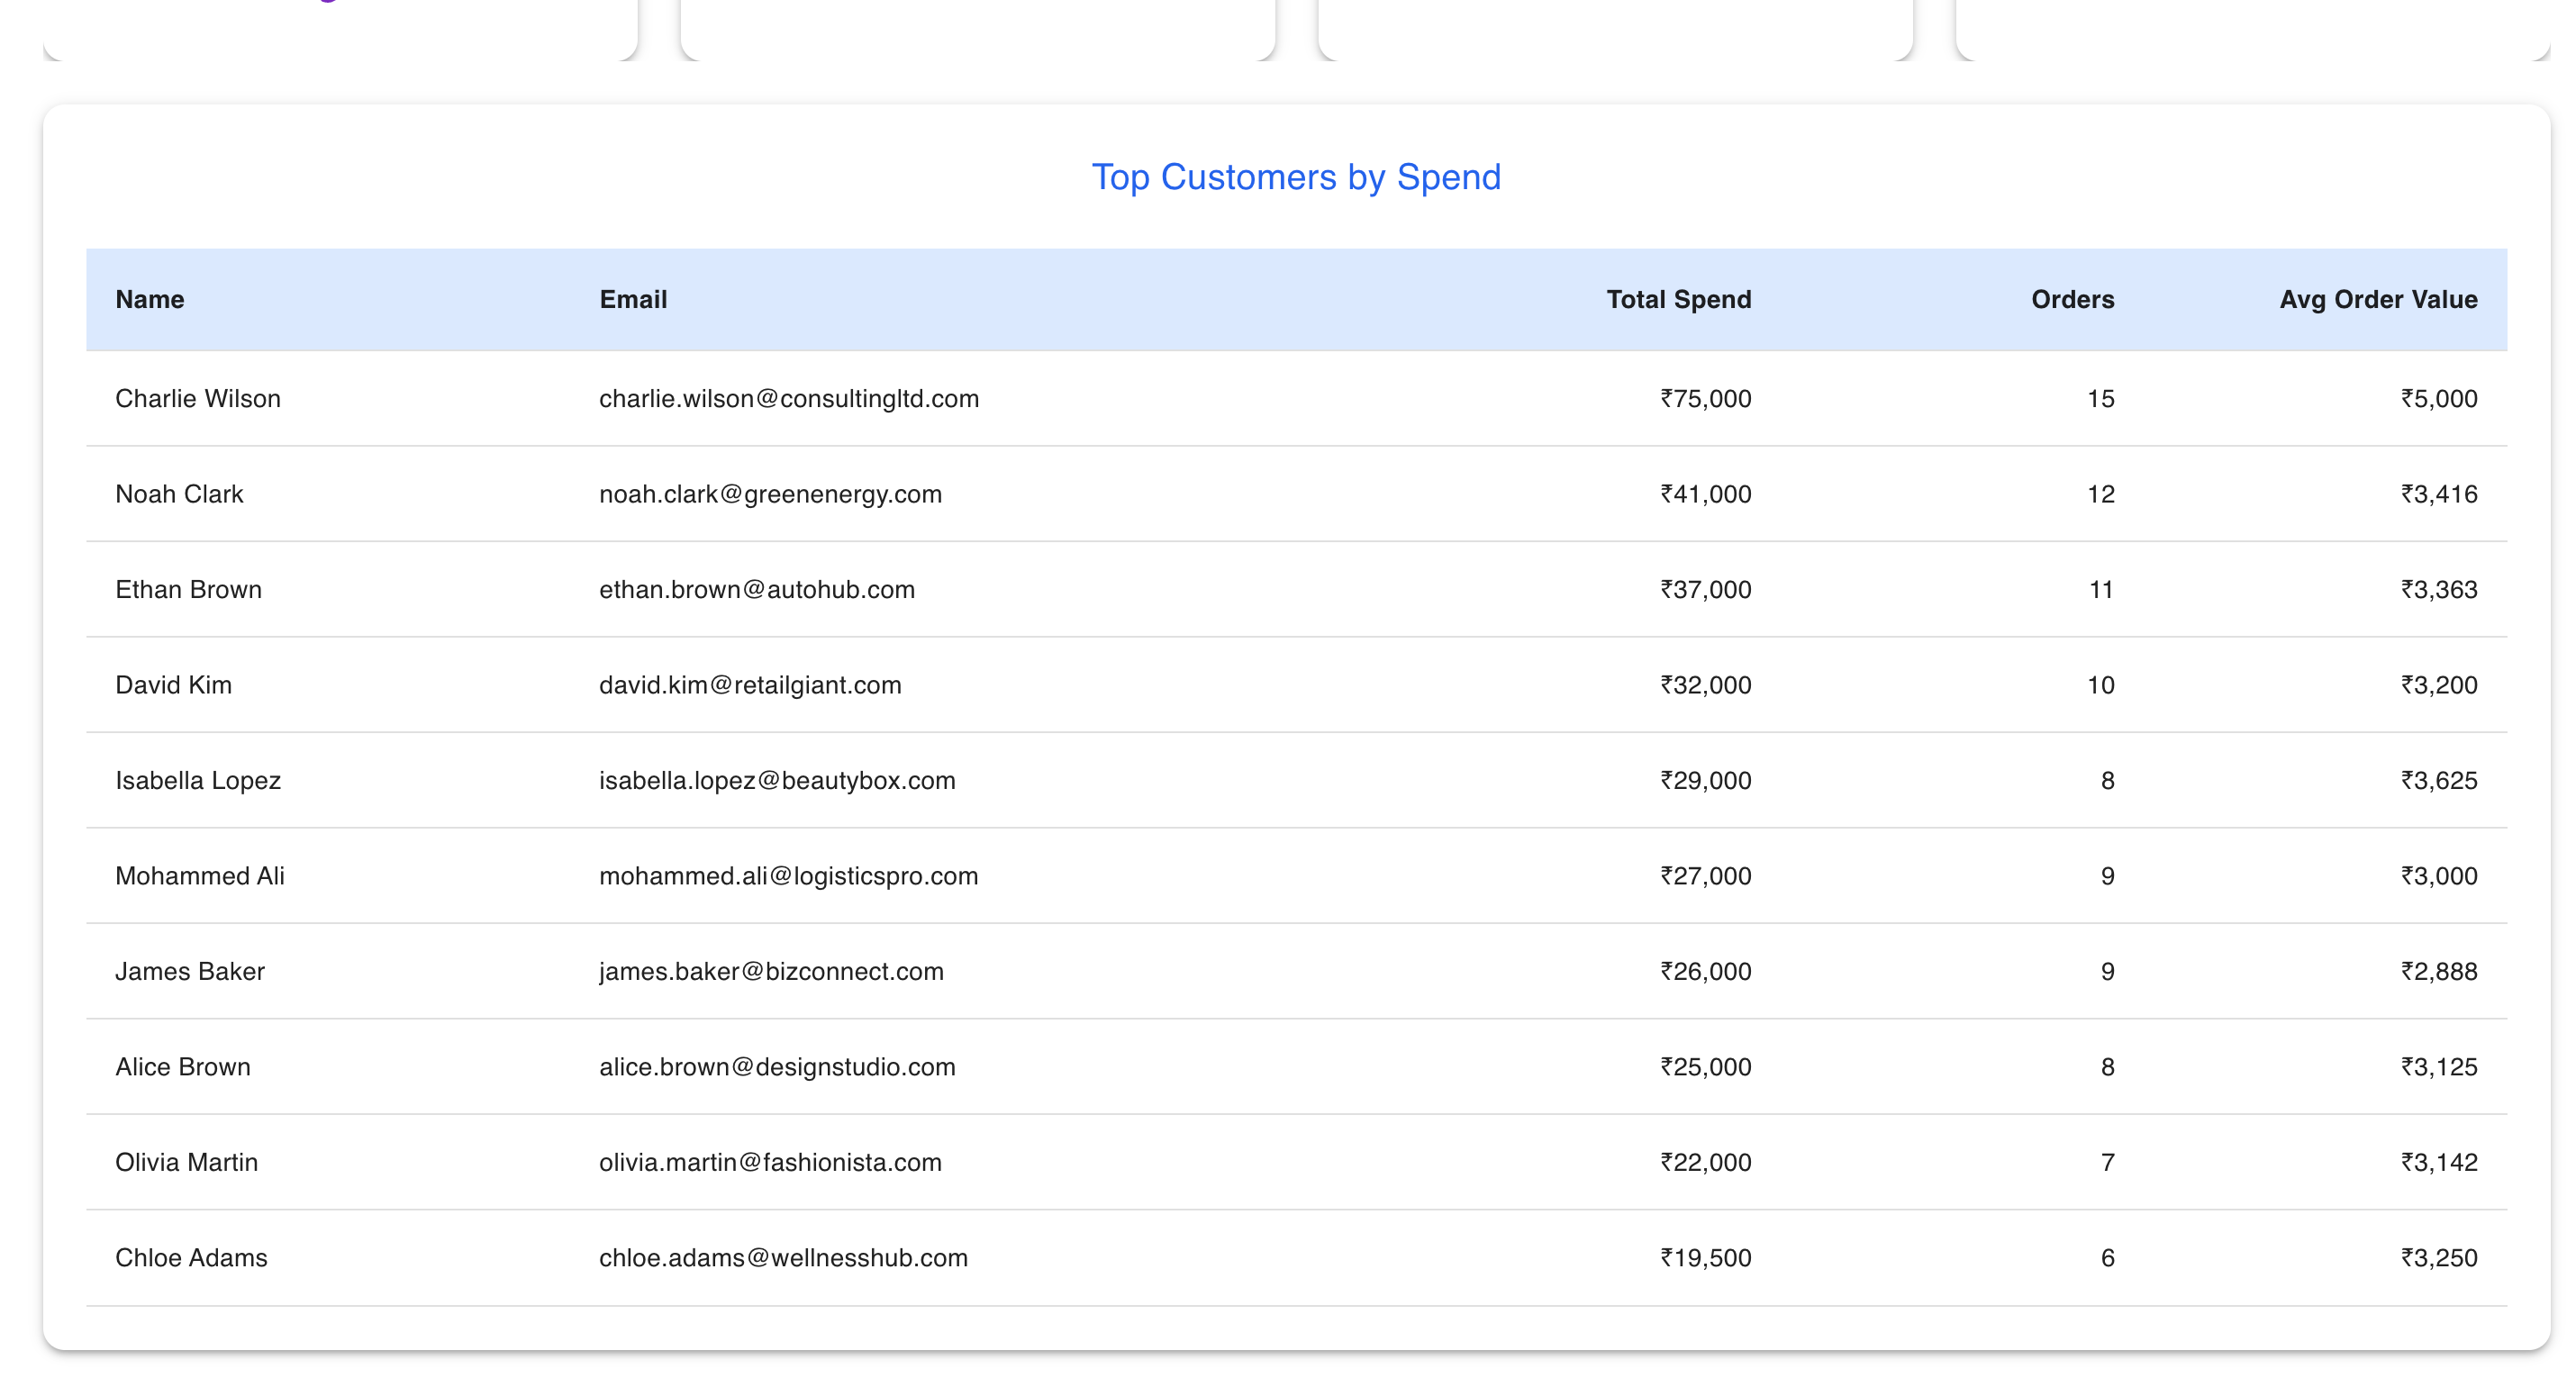 Top Customers by Spend
Name Email Total Spend Orders Avg Order Value
Charlie Wilson charlie.wilson@consultingltd.com ₹75,000 15 ₹5,000
Noah Clark noah.clark@greenenergy.com ₹41,000 12 ₹3,416
Ethan Brown ethan.brown@autohub.com ₹37,000 11 ₹3,363
David Kim david.kim@retailgiant.com ₹32,000 10 ₹3,200
Isabella Lopez isabella.lopez@beautybox.com ₹29,000 8 ₹3,625
Mohammed Ali mohammed.ali@logisticspro.com ₹27,000 9 ₹3,000
James Baker james.baker@bizconnect.com ₹26,000 9 ₹2,888
Alice Brown alice.brown@designstudio.com ₹25,000 8 ₹3,125
Olivia Martin olivia.martin@fashionista.com ₹22,000 7 ₹3,142
Chloe Adams chloe.adams@wellnesshub.com ₹19,500 6 ₹3,250